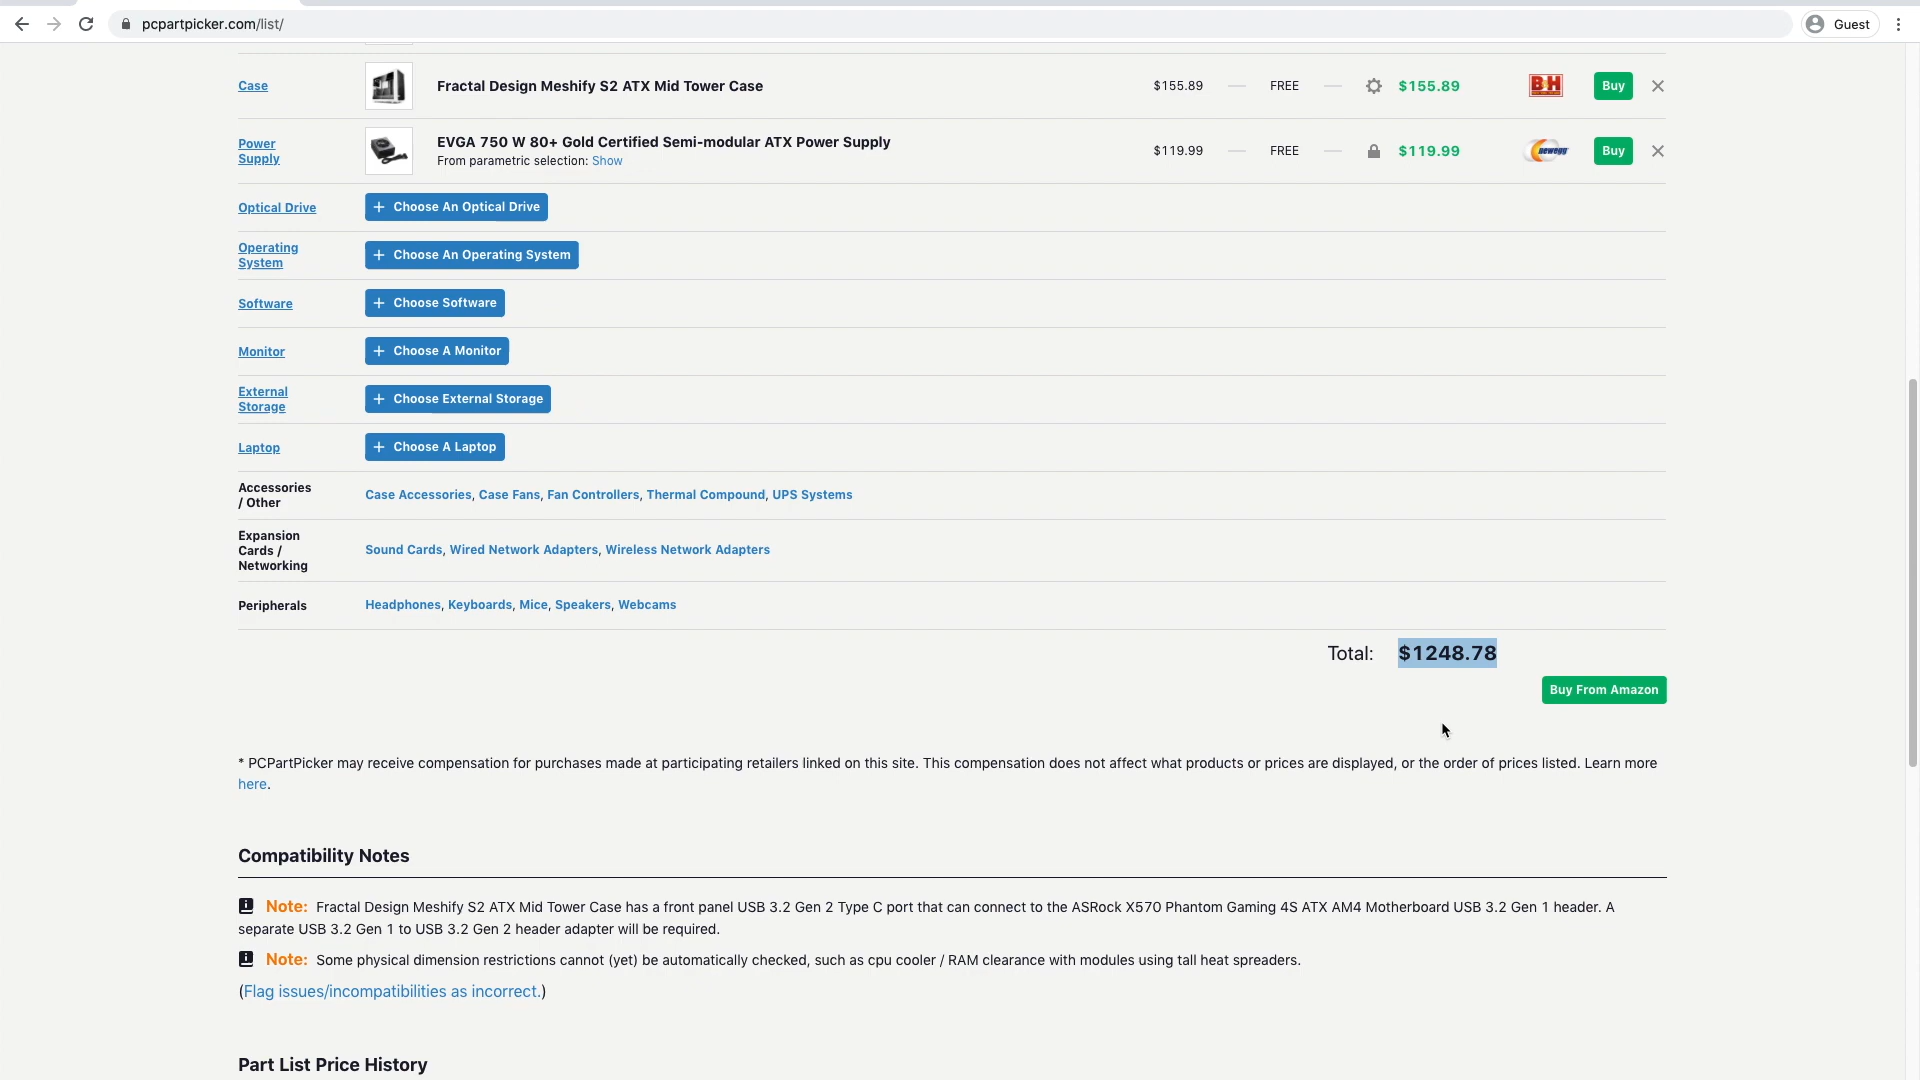 pcpartpicker.com/list/
Guest
Case
Fractal Design Meshify S2 ATX Mid Tower Case
$155.89 — FREE — $155.89
B&H
Buy
Power
Supply
EVGA 750 W 80+ Gold Certified Semi-modular ATX Power Supply
From parametric selection: Show
$119.99 — FREE — $119.99
newegg
Buy
Optical Drive
+ Choose An Optical Drive
Operating
System
+ Choose An Operating System
Software
+ Choose Software
Monitor
+ Choose A Monitor
External
Storage
+ Choose External Storage
Laptop
+ Choose A Laptop
Accessories
/ Other
Case Accessories, Case Fans, Fan Controllers, Thermal Compound, UPS Systems
Expansion
Cards /
Networking
Sound Cards, Wired Network Adapters, Wireless Network Adapters
Peripherals
Headphones, Keyboards, Mice, Speakers, Webcams
Total: $1248.78
Buy From Amazon
* PCPartPicker may receive compensation for purchases made at participating retailers linked on this site. This compensation does not affect what products or prices are displayed, or the order of prices listed. Learn more
here.
Compatibility Notes
Note: Fractal Design Meshify S2 ATX Mid Tower Case has a front panel USB 3.2 Gen 2 Type C port that can connect to the ASRock X570 Phantom Gaming 4S ATX AM4 Motherboard USB 3.2 Gen 1 header. A
separate USB 3.2 Gen 1 to USB 3.2 Gen 2 header adapter will be required.
Note: Some physical dimension restrictions cannot (yet) be automatically checked, such as cpu cooler / RAM clearance with modules using tall heat spreaders.
(Flag issues/incompatibilities as incorrect.)
Part List Price History